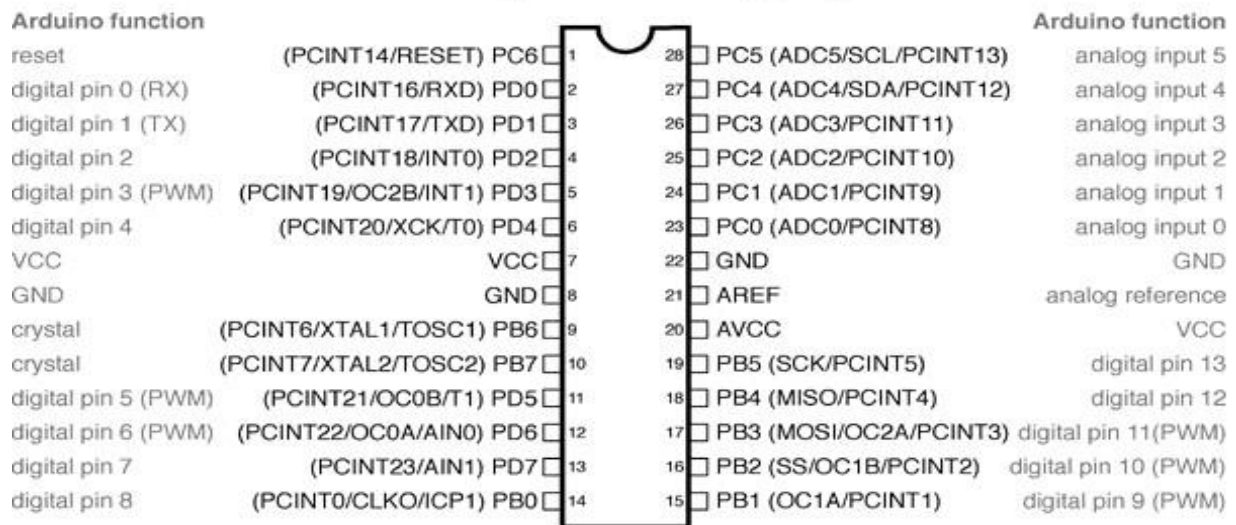 Arduino function Arduino function
reset (PCINT14/RESET) PC6 1 28 PC5 (ADC5/SCL/PCINT13) analog input 5
digital pin 0 (RX) (PCINT16/RXD) PD0 2 27 PC4 (ADC4/SDA/PCINT12) analog input 4
digital pin 1 (TX) (PCINT17/TXD) PD1 3 26 PC3 (ADC3/PCINT11) analog input 3
digital pin 2 (PCINT18/INT0) PD2 4 25 PC2 (ADC2/PCINT10) analog input 2
digital pin 3 (PWM) (PCINT19/OC2B/INT1) PD3 5 24 PC1 (ADC1/PCINT9) analog input 1
digital pin 4 (PCINT20/XCK/T0) PD4 6 23 PC0 (ADC0/PCINT8) analog input 0
VCC VCC 7 22 GND GND
GND GND 8 21 AREF analog reference
crystal (PCINT6/XTAL1/TOSC1) PB6 9 20 AVCC VCC
crystal (PCINT7/XTAL2/TOSC2) PB7 10 19 PB5 (SCK/PCINT5) digital pin 13
digital pin 5 (PWM) (PCINT21/OC0B/T1) PD5 11 18 PB4 (MISO/PCINT4) digital pin 12
digital pin 6 (PWM) (PCINT22/OC0A/AIN0) PD6 12 17 PB3 (MOSI/OC2A/PCINT3) digital pin 11(PWM)
digital pin 7 (PCINT23/AIN1) PD7 13 16 PB2 (SS/OC1B/PCINT2) digital pin 10 (PWM)
digital pin 8 (PCINT0/CLKO/ICP1) PB0 14 15 PB1 (OC1A/PCINT1) digital pin 9 (PWM)